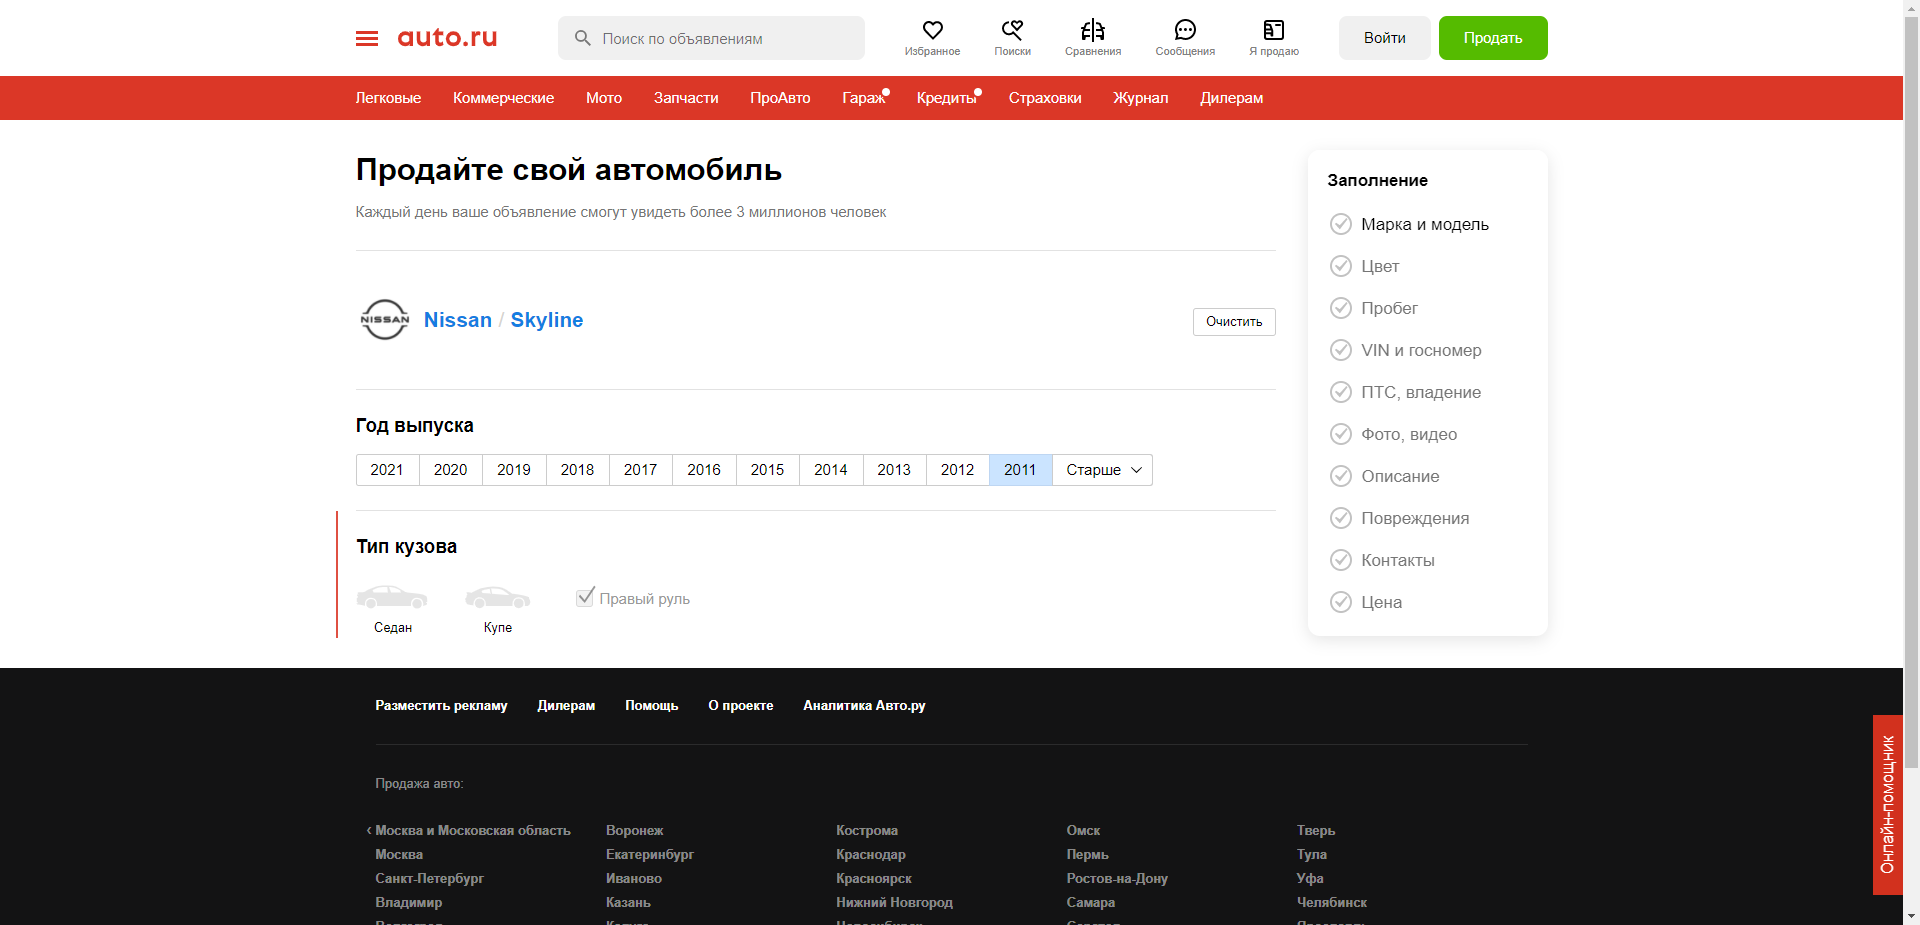 auto.ru
Поиск по объявлениям
Избранное
Поиски
Сравнения
Сообщения
Я продаю
Войти
Продать
Легковые Коммерческие Мото Запчасти ПроАвто Гараж Кредиты Страховки Журнал Дилерам
Продайте свой автомобиль
Каждый день ваше объявление смогут увидеть более 3 миллионов человек
NISSAN
Nissan / Skyline
Очистить
Год выпуска
2021 2020 2019 2018 2017 2016 2015 2014 2013 2012 2011 Старше
Тип кузова
Седан
Купе
Правый руль
Заполнение
Марка и модель
Цвет
Пробег
VIN и госномер
ПТС, владение
Фото, видео
Описание
Повреждения
Контакты
Цена
Разместить рекламу Дилерам Помощь О проекте Аналитика Авто.ру
Продажа авто:
‹ Москва и Московская область Воронеж Кострома Омск Тверь
Москва Екатеринбург Краснодар Пермь Тула
Санкт-Петербург Иваново Красноярск Ростов-на-Дону Уфа
Владимир Казань Нижний Новгород Самара Челябинск
Онлайн-помощник